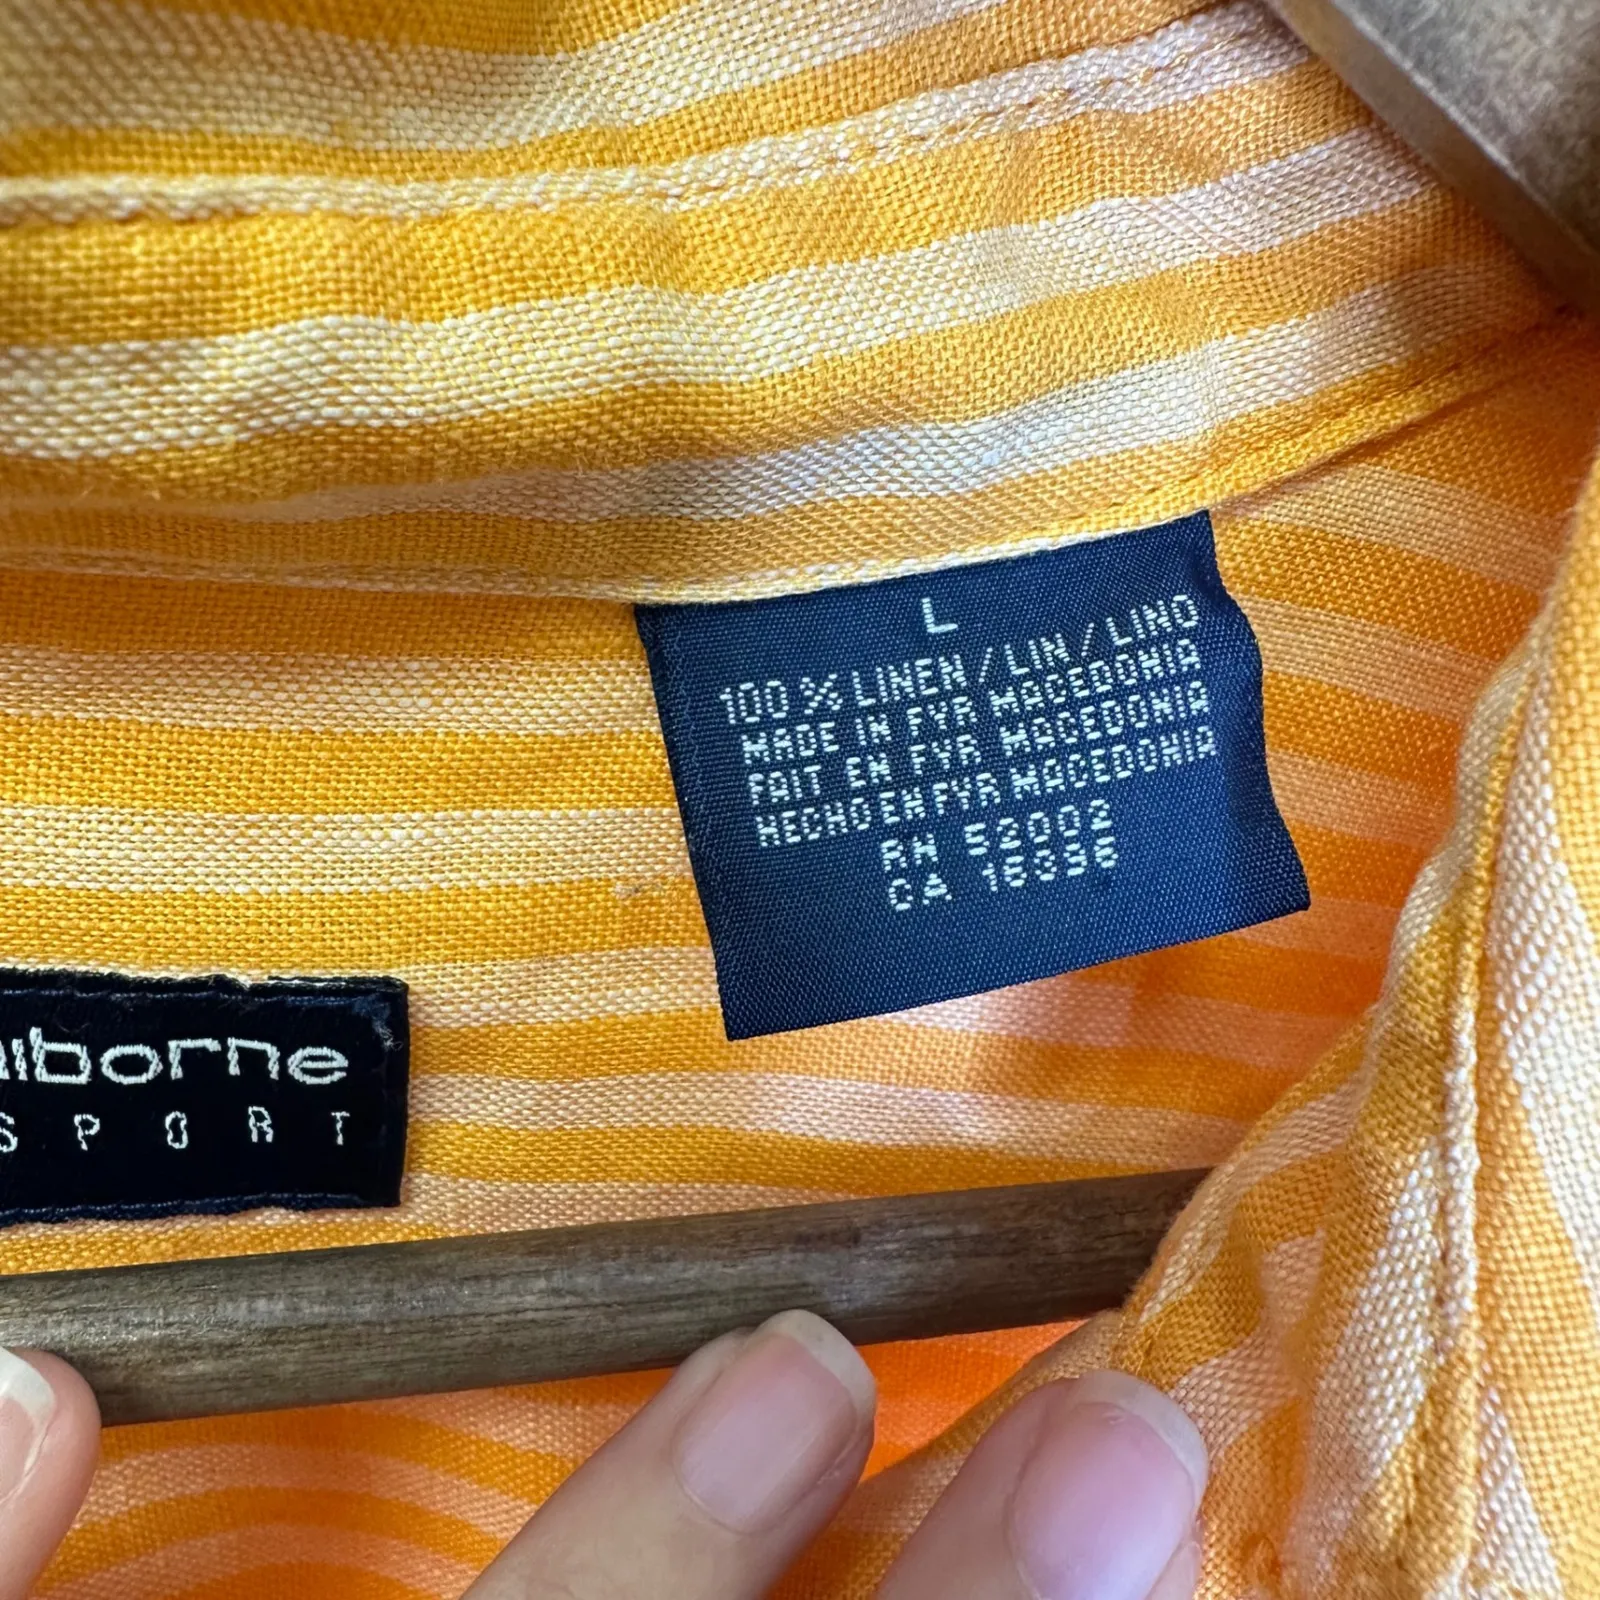 L
100% LINEN/LIN/LINO
MADE IN FYR MACEDONIA
FAIT EN FYR MACEDONIA
HECHO EN FYR MACEDONIA
RN 52002
CA 16396
aiborne
SPORT